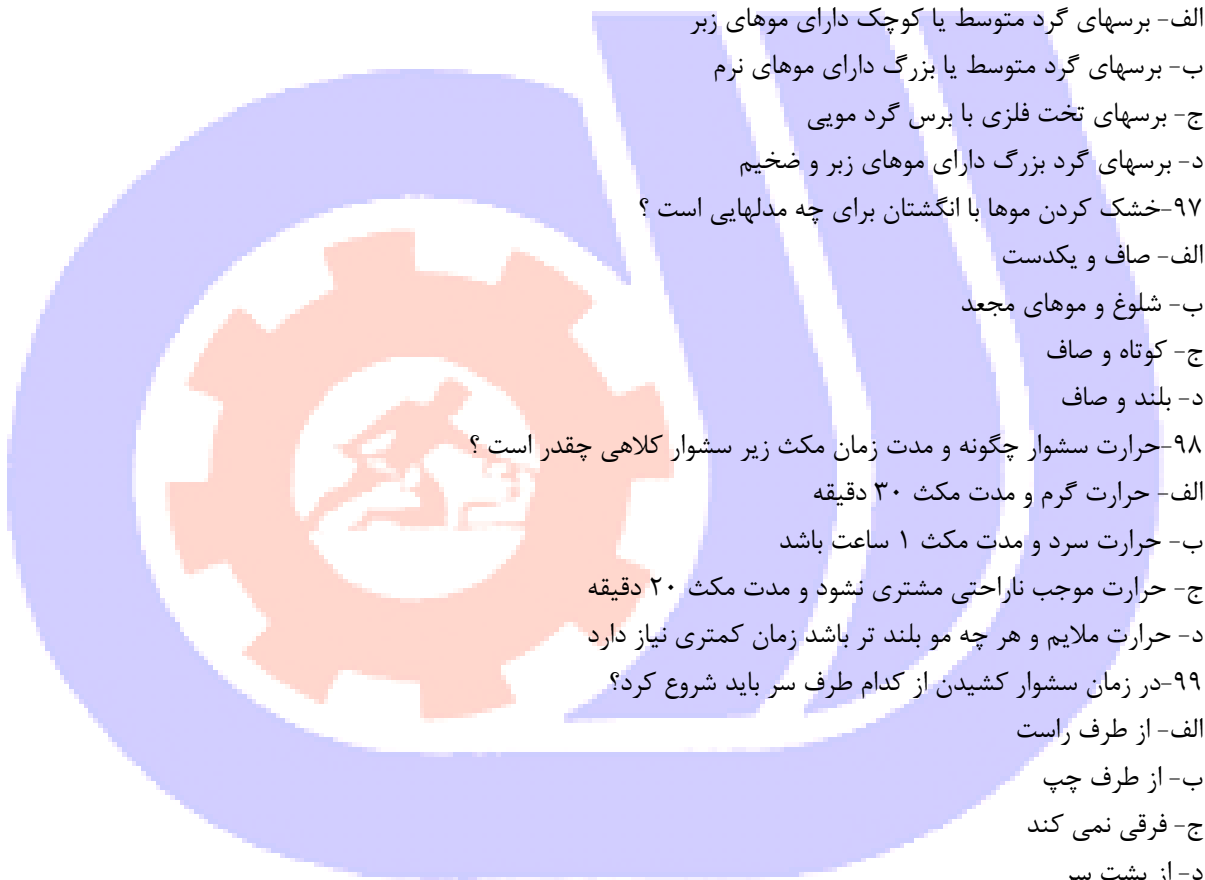 الف- برسهای گرد متوسط یا کوچک دارای موهای زبر
ب- برسهای گرد متوسط یا بزرگ دارای موهای نرم
ج- برسهای تخت فلزی با برس گرد مویی
د- برسهای گرد بزرگ دارای موهای زبر و ضخیم
۹۷-خشک کردن موها با انگشتان برای چه مدلهایی است ؟
الف- صاف و یکدست
ب- شلوغ و موهای مجعد
ج- کوتاه و صاف
د- بلند و صاف
۹۸-حرارت سشوار چگونه و مدت زمان مکث زیر سشوار کلاهی چقدر است ؟
الف- حرارت گرم و مدت مکث ۳۰ دقیقه
ب- حرارت سرد و مدت مکث ۱ ساعت باشد
ج- حرارت موجب ناراحتی مشتری نشود و مدت مکث ۲۰ دقیقه
د- حرارت ملایم و هر چه مو بلند تر باشد زمان کمتری نیاز دارد
۹۹-در زمان سشوار کشیدن از کدام طرف سر باید شروع کرد؟
الف- از طرف راست
ب- از طرف چپ
ج- فرقی نمی کند
د- از پشت سر